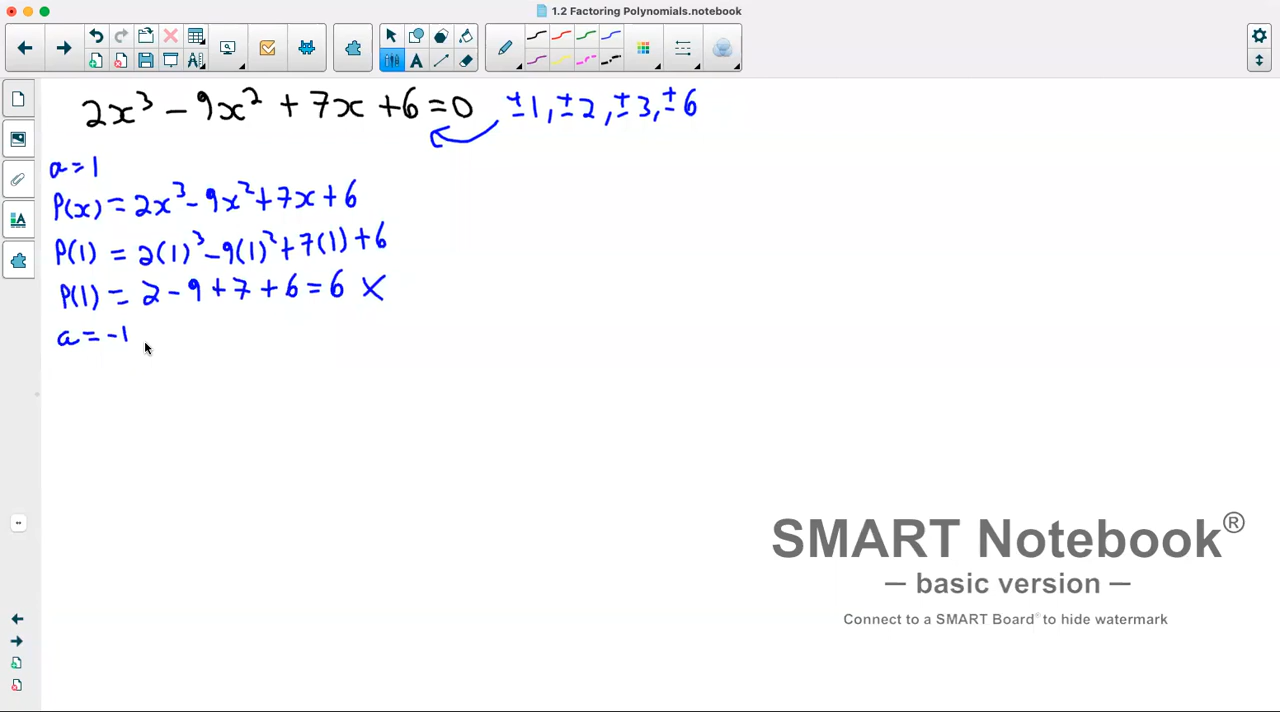 1.2 Factoring Polynomials.notebook
2x³ − 9x² + 7x + 6 = 0 ±1, ±2, ±3, ±6
a = 1
P(x) = 2x³ − 9x² + 7x + 6
P(1) = 2(1)³ − 9(1)² + 7(1) + 6
P(1) = 2 − 9 + 7 + 6 = 6 ×
a = −1
SMART Notebook®
— basic version —
Connect to a SMART Board® to hide watermark